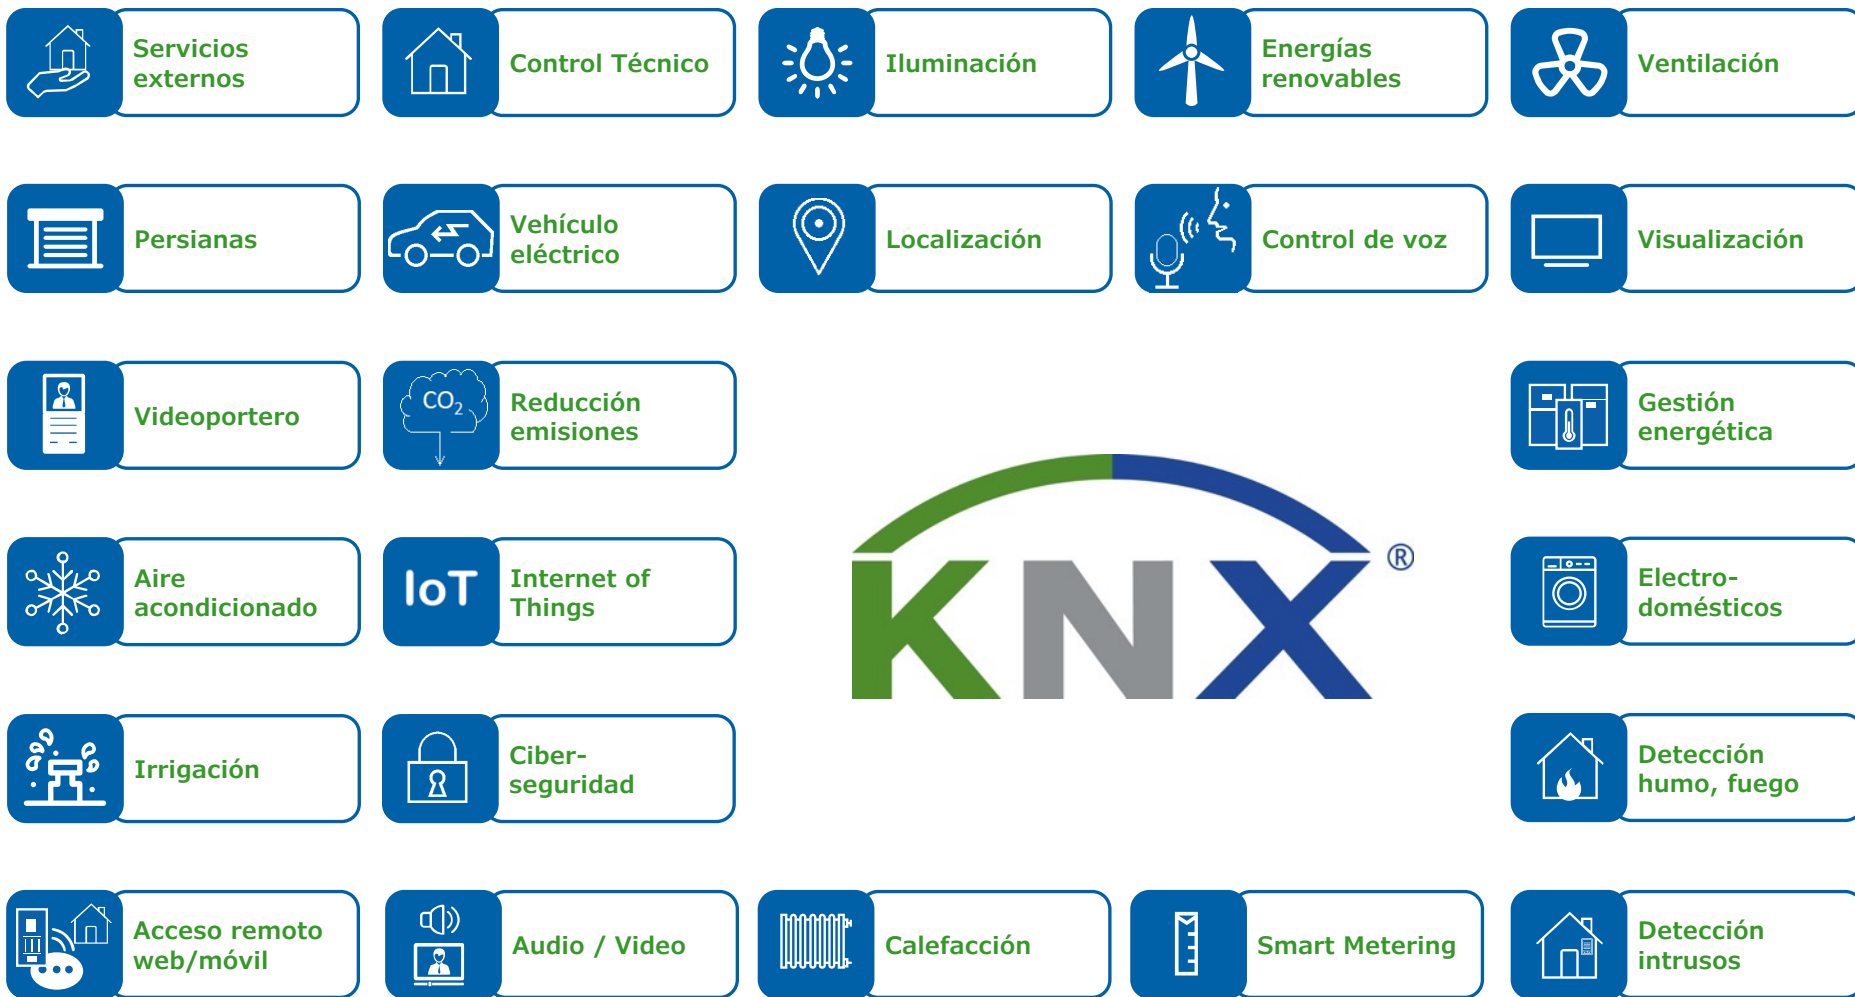 Servicios
externos
Control Técnico
Iluminación
Energías
renovables
Ventilación
Persianas
Vehículo
eléctrico
Localización
Control de voz
Visualización
Videoportero
CO2
Reducción
emisiones
Gestión
energética
KNX ®
Aire
acondicionado
IoT
Internet of
Things
Electro-
domésticos
Irrigación
Ciber-
seguridad
Detección
humo, fuego
Acceso remoto
web/móvil
Audio / Video
Calefacción
Smart Metering
Detección
intrusos